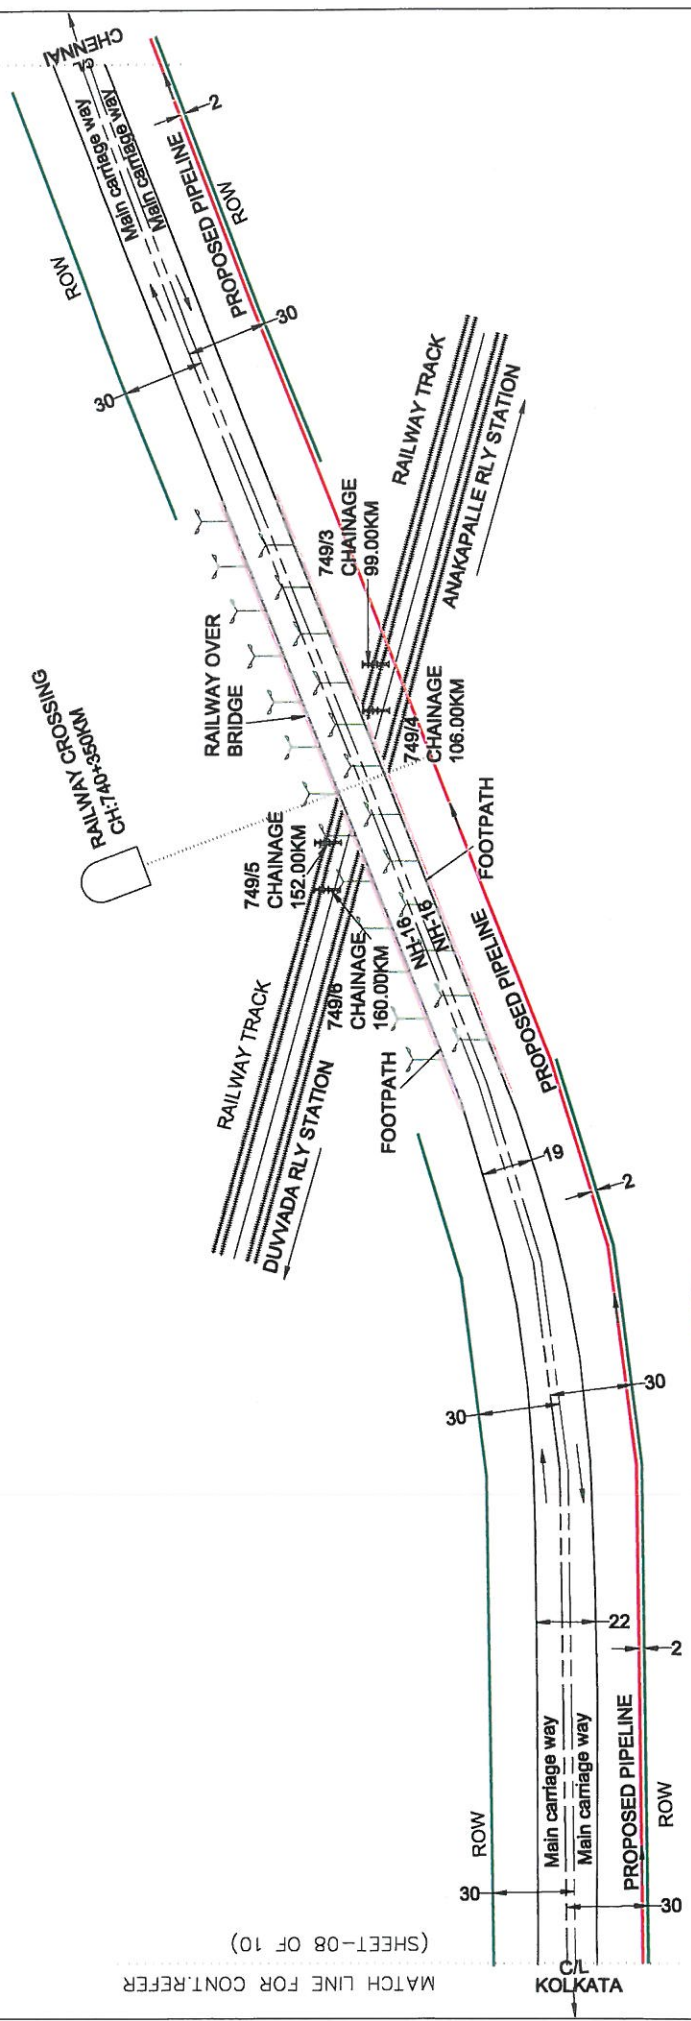 CHENNAI
C/L
Main carriage way
Main carriage way
2
PROPOSED PIPELINE
ROW
ROW
30
30
RAILWAY TRACK
ANAKAPALLE RLY STATION
749/3
CHAINAGE
99.00KM
RAILWAY OVER
BRIDGE
749/4
CHAINAGE
106.00KM
RAILWAY CROSSING
CH:740+350KM
749/5
CHAINAGE
152.00KM
FOOTPATH
NH-16
NH-16
749/6
CHAINAGE
160.00KM
RAILWAY TRACK
DUVVADA RLY STATION
FOOTPATH
PROPOSED PIPELINE
19
2
30
30
22
2
Main carriage way
Main carriage way
PROPOSED PIPELINE
ROW
ROW
30
30
C/L
KOLKATA
MATCH LINE FOR CONT.REFER
(SHEET-08 OF 10)